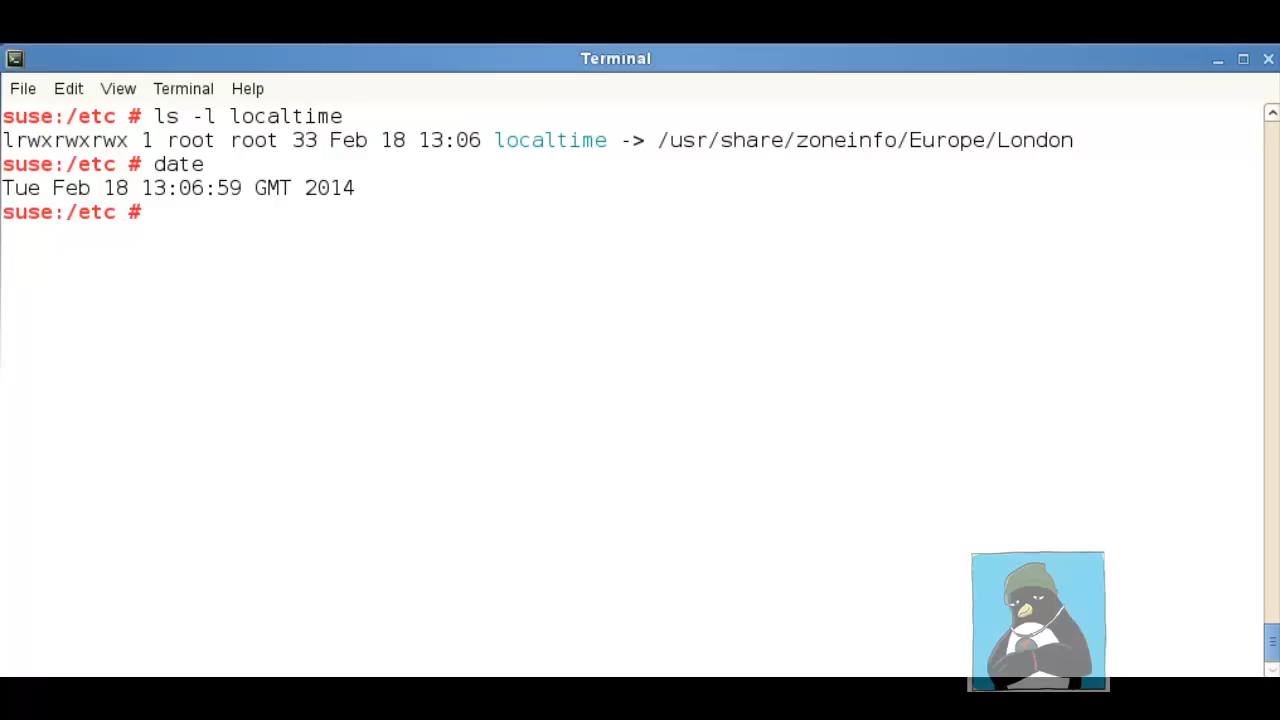 Terminal
File Edit View Terminal Help
suse:/etc # ls -l localtime
lrwxrwxrwx 1 root root 33 Feb 18 13:06 localtime -> /usr/share/zoneinfo/Europe/London
suse:/etc # date
Tue Feb 18 13:06:59 GMT 2014
suse:/etc #